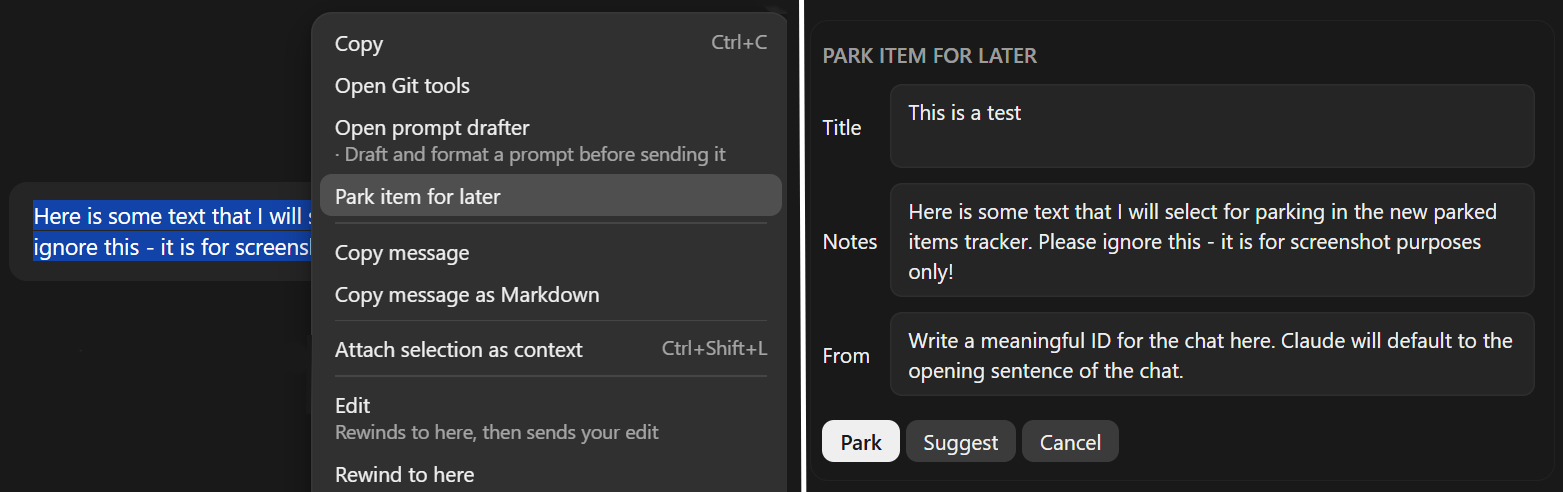 Copy Ctrl+C
Open Git tools
Open prompt drafter
· Draft and format a prompt before sending it
Park item for later
Here is some text that I will
ignore this - it is for screens
Copy message
Copy message as Markdown
Attach selection as context Ctrl+Shift+L
Edit
Rewinds to here, then sends your edit
Rewind to here
PARK ITEM FOR LATER
Title
This is a test
Notes
Here is some text that I will select for parking in the new parked
items tracker. Please ignore this - it is for screenshot purposes
only!
From
Write a meaningful ID for the chat here. Claude will default to the
opening sentence of the chat.
Park Suggest Cancel